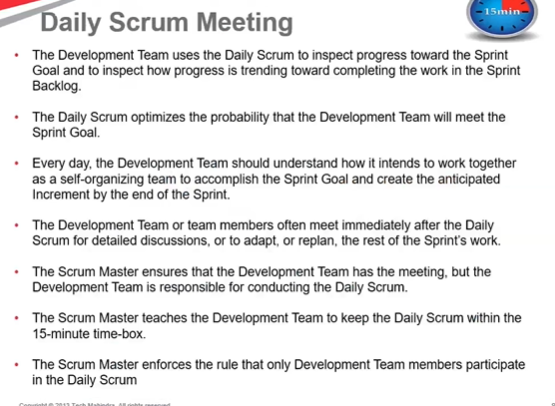 Daily Scrum Meeting
15min
• The Development Team uses the Daily Scrum to inspect progress toward the Sprint
Goal and to inspect how progress is trending toward completing the work in the Sprint
Backlog.
• The Daily Scrum optimizes the probability that the Development Team will meet the
Sprint Goal.
• Every day, the Development Team should understand how it intends to work together
as a self-organizing team to accomplish the Sprint Goal and create the anticipated
Increment by the end of the Sprint.
• The Development Team or team members often meet immediately after the Daily
Scrum for detailed discussions, or to adapt, or replan, the rest of the Sprint's work.
• The Scrum Master ensures that the Development Team has the meeting, but the
Development Team is responsible for conducting the Daily Scrum.
• The Scrum Master teaches the Development Team to keep the Daily Scrum within the
15-minute time-box.
• The Scrum Master enforces the rule that only Development Team members participate
in the Daily Scrum
Copyright © 2013 Tech Mahindra. All rights reserved.